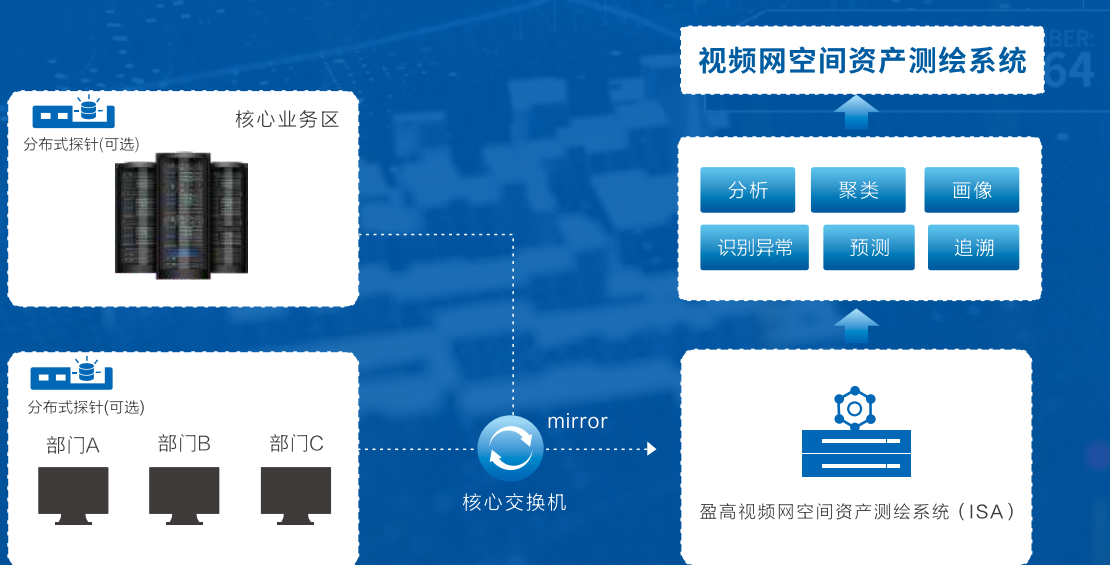 视频网空间资产测绘系统
BER:
64
核心业务区
分布式探针(可选)
分析
聚类
画像
识别异常
预测
追溯
分布式探针(可选)
部门A
部门B
部门C
mirror
核心交换机
盈高视频网空间资产测绘系统（ISA）